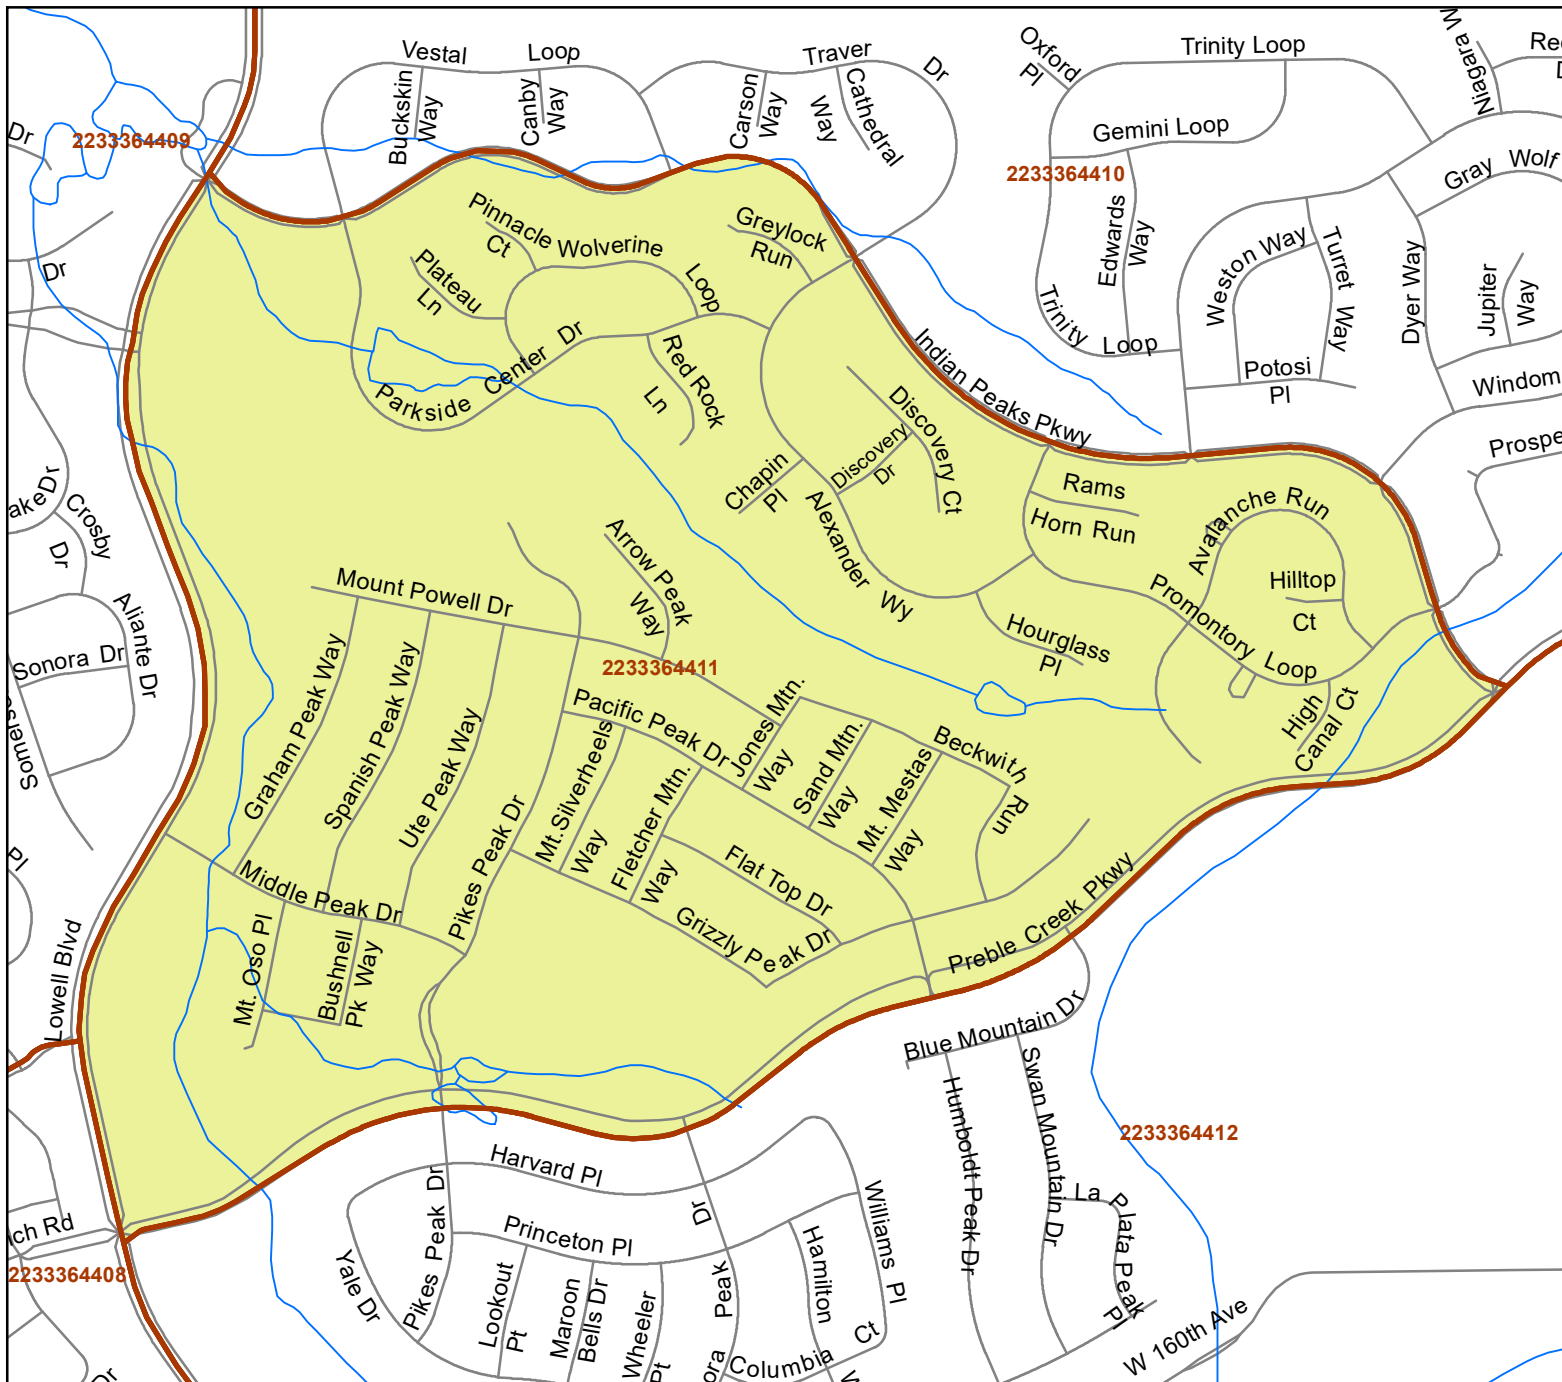 Vestal
Loop
Traver
Dr
Oxford
Pl
Trinity Loop
Niagara W
Buckskin
Way
Canby
Way
Carson
Way
Cathedral
Way
Dr
2233364409
Gemini Loop
2233364410
Gray Wolf
Pinnacle
Ct
Wolverine
Loop
Greylock
Run
Edwards
Way
Weston Way
Turret Way
Dyer Way
Jupiter
Way
Dr
Plateau
Ln
Trinity
Loop
Parkside
Center
Dr
Red Rock
Ln
Indian Peaks Pkwy
Potosi
Pl
Windom
Prospe
Discovery Ct
Discovery
Dr
Chapin
Pl
Alexander
Wy
Rams
Horn Run
Avalanche Run
Hilltop
Ct
ake Dr
Crosby
Dr
Arrow Peak
Way
Mount Powell Dr
Promontory
Loop
Hourglass
Pl
Aliante Dr
Sonora Dr
Somerse
2233364411
Graham Peak Way
Spanish Peak Way
Ute Peak Way
Pikes Peak Dr
Pacific Peak Dr
Jones Mtn.
Way
Mt. Silverheels
Way
Fletcher Mtn.
Way
Sand Mtn.
Way
Mt. Mestas
Way
Beckwith
Run
High
Canal Ct
Pl
Middle Peak Dr
Flat Top Dr
Grizzly Peak Dr
Preble Creek Pkwy
Lowell Blvd
Mt. Oso Pl
Bushnell
Pk Way
Blue Mountain Dr
Swan Mountain Dr
Humboldt Peak Dr
2233364412
Harvard Pl
Pikes Peak Dr
Dr
Peak
ora
Williams Pl
La Plata Peak
Pl
lch Rd
2233364408
Princeton Pl
Yale Dr
Lookout
Pt
Maroon
Bells Dr
Wheeler
Pt
Hamilton
Ct
Columbia
W 160th Ave
Dr